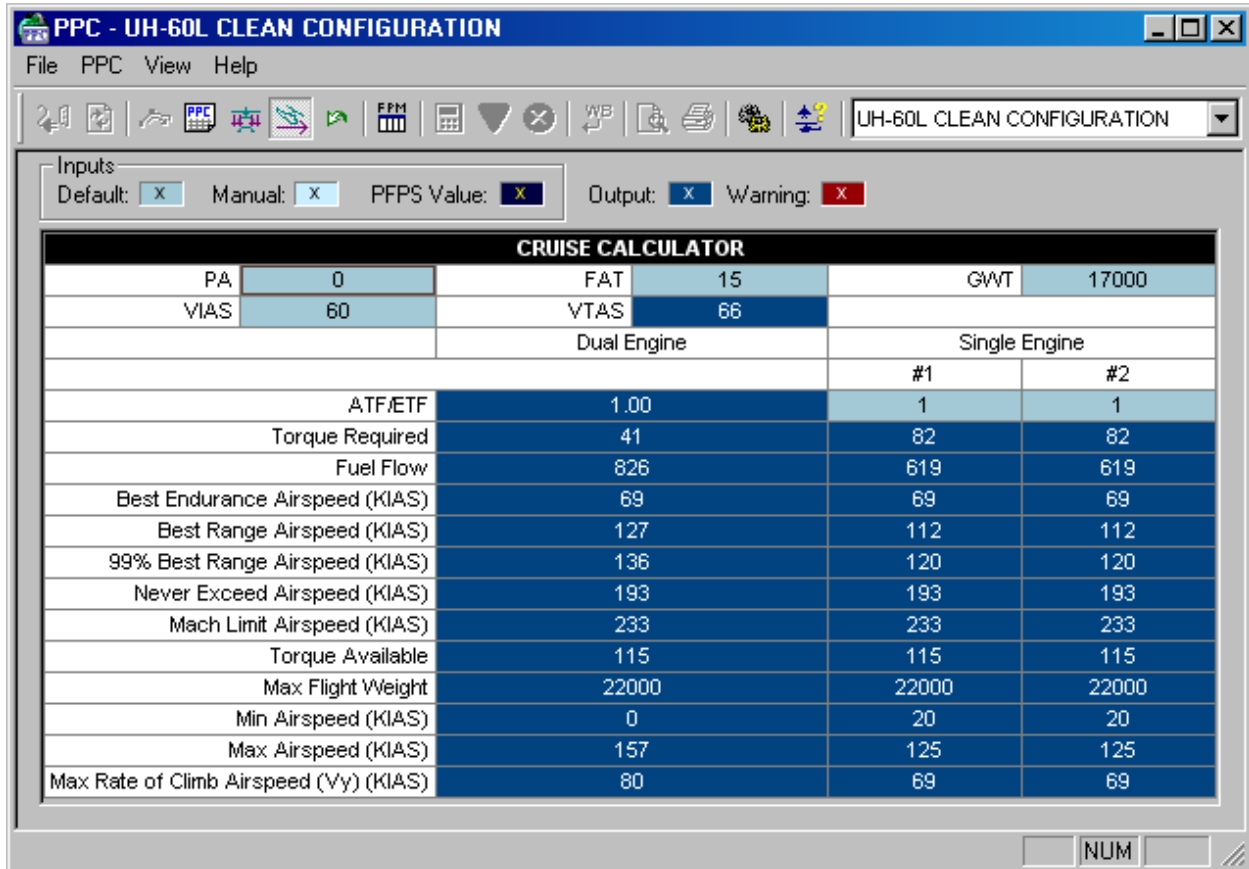 PPC - UH-60L CLEAN CONFIGURATION
File PPC View Help
PPC FPM WB UH-60L CLEAN CONFIGURATION
Inputs
Default: X Manual: X PFPS Value: X Output: X Warning: X
CRUISE CALCULATOR
PA 0 FAT 15 GWT 17000
VIAS 60 VTAS 66
Dual Engine Single Engine
#1 #2
ATF/ETF 1.00 1 1
Torque Required 41 82 82
Fuel Flow 826 619 619
Best Endurance Airspeed (KIAS) 69 69 69
Best Range Airspeed (KIAS) 127 112 112
99% Best Range Airspeed (KIAS) 136 120 120
Never Exceed Airspeed (KIAS) 193 193 193
Mach Limit Airspeed (KIAS) 233 233 233
Torque Available 115 115 115
Max Flight Weight 22000 22000 22000
Min Airspeed (KIAS) 0 20 20
Max Airspeed (KIAS) 157 125 125
Max Rate of Climb Airspeed (Vy) (KIAS) 80 69 69
NUM